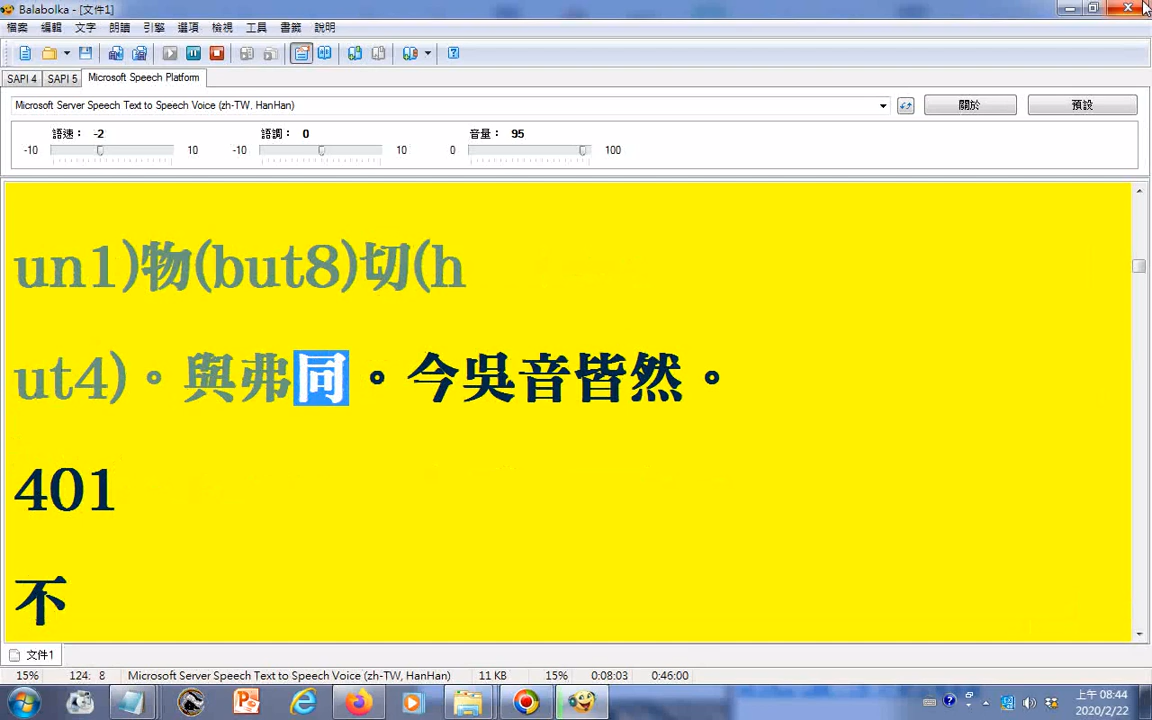 Balabolka - [文件1]
檔案 編輯 文字 朗讀 引擎 選項 檢視 工具 書籤 說明
SAPI 4 SAPI 5 Microsoft Speech Platform
Microsoft Server Speech Text to Speech Voice (zh-TW, HanHan) 關於 預設
語速： -2 語調： 0 音量： 95
-10 10 -10 10 0 100
un1)物(but8)切(h
ut4)。與弗同。今吳音皆然。
401
不
文件1
15% 124: 8 Microsoft Server Speech Text to Speech Voice (zh-TW, HanHan) 11 KB 15% 0:08:03 0:46:00
上午 08:44
2020/2/22